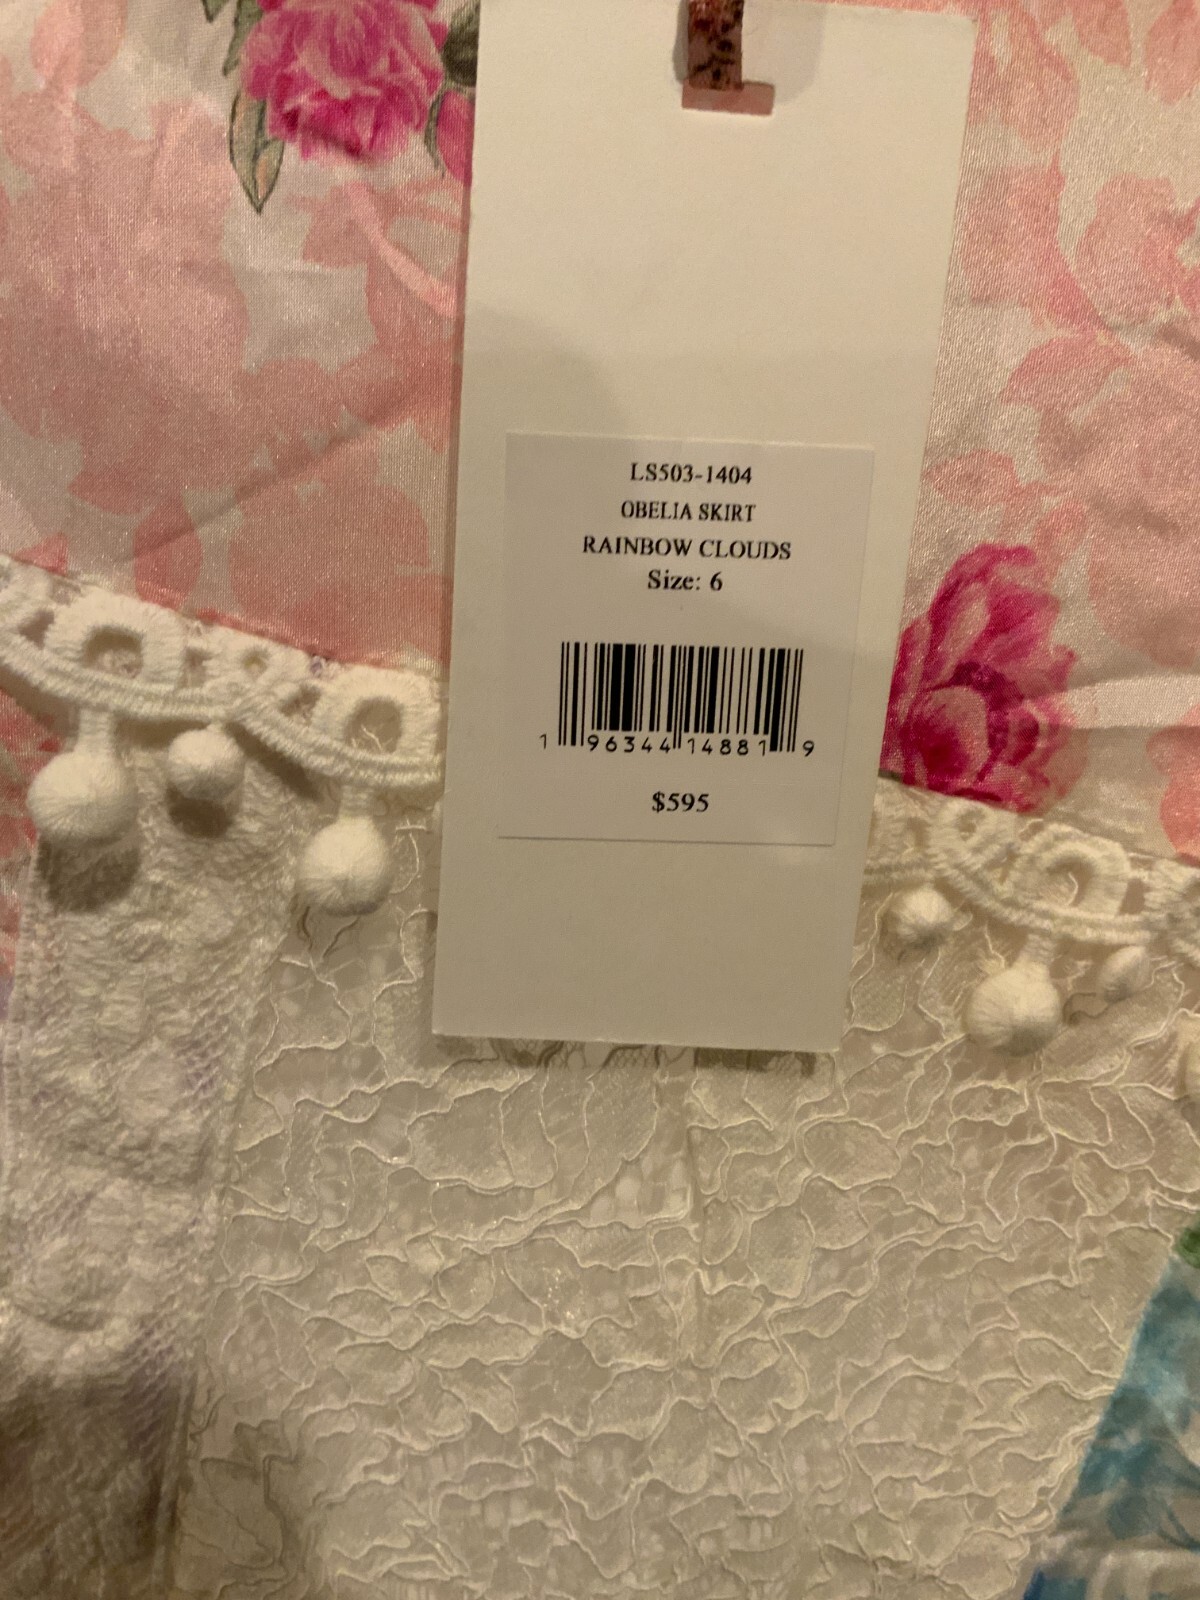 LS503-1404
OBELIA SKIRT
RAINBOW CLOUDS
Size: 6
1 96344 14881 9
$595